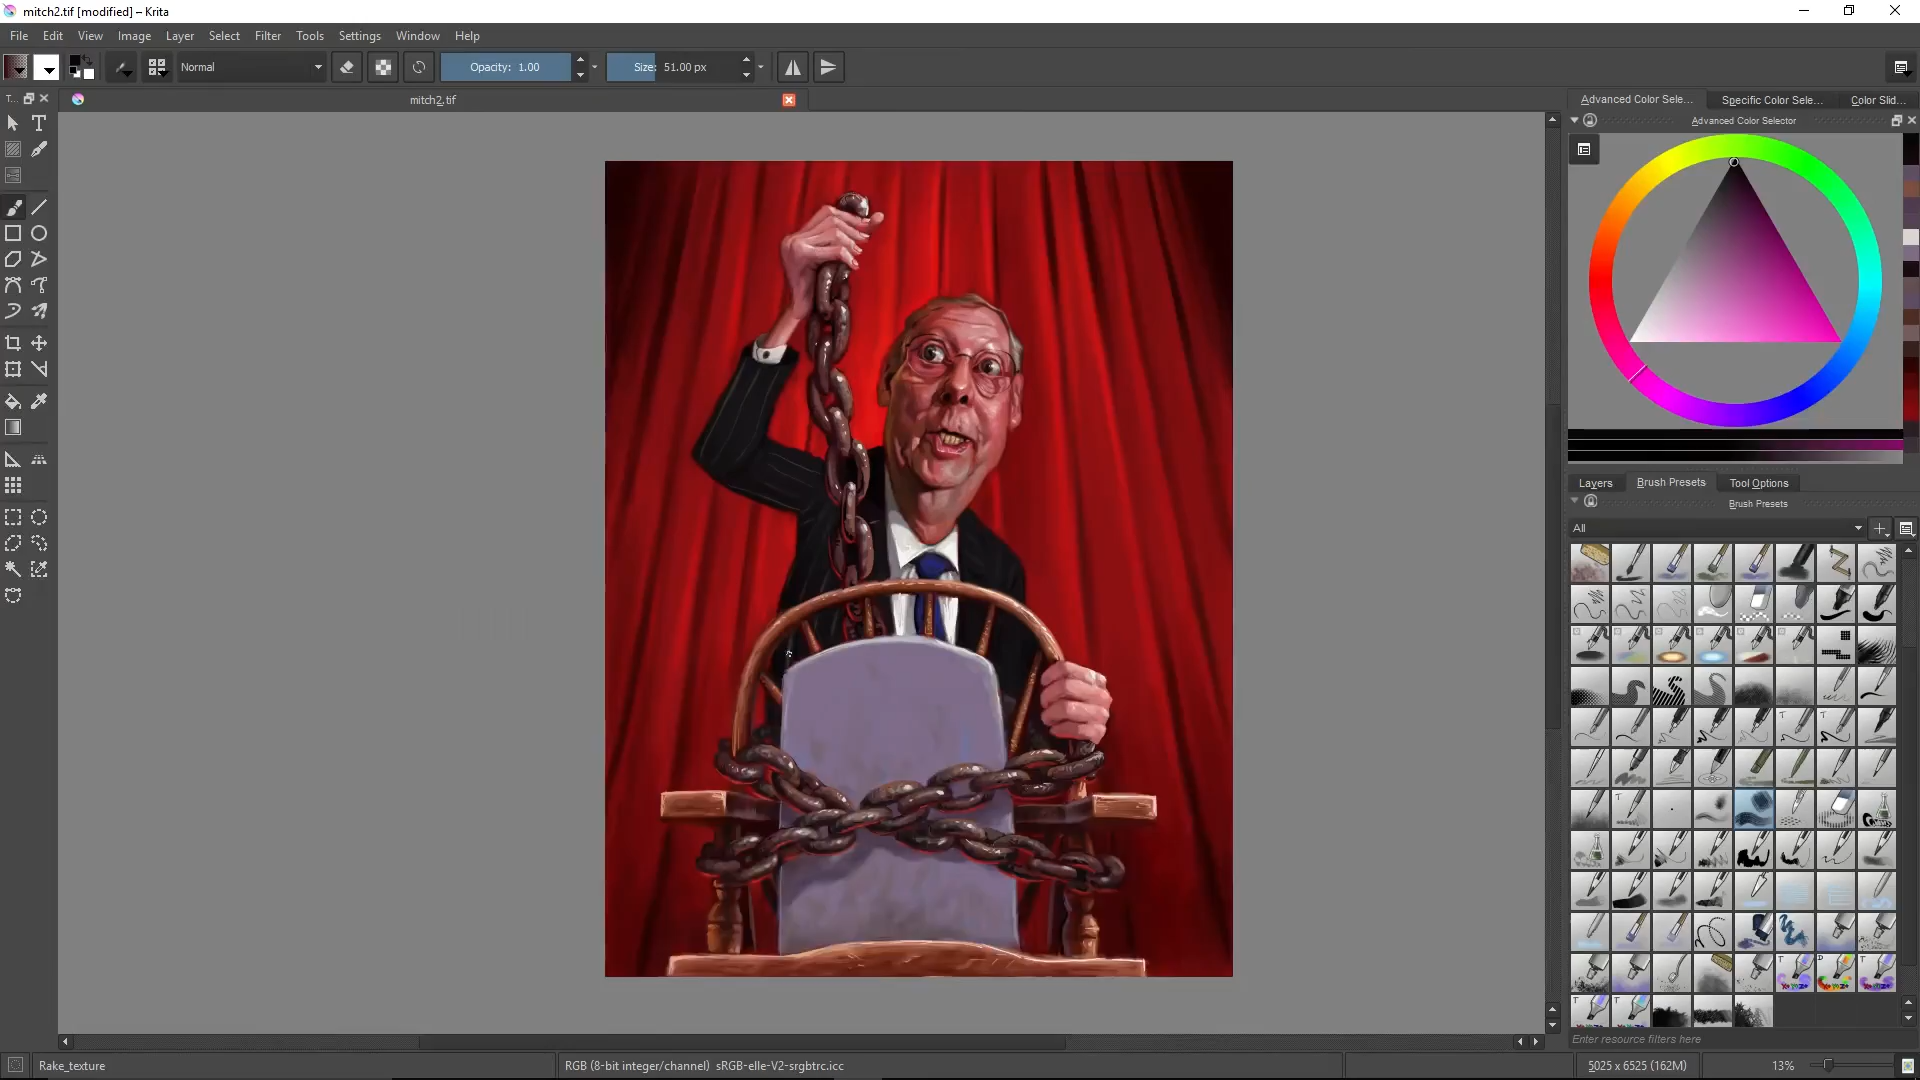 mitch2.tif [modified] – Krita
File Edit View Image Layer Select Filter Tools Settings Window Help
Normal Opacity: 1.00 Size: 51.00 px
T... mitch2.tif Advanced Color Sele... Specific Color Sele... Color Slid...
Advanced Color Selector
Layers Brush Presets Tool Options
Brush Presets
All
Enter resource filters here
Rake_texture RGB (8-bit integer/channel) sRGB-elle-V2-srgbtrc.icc 5025 x 6525 (162M) 13%